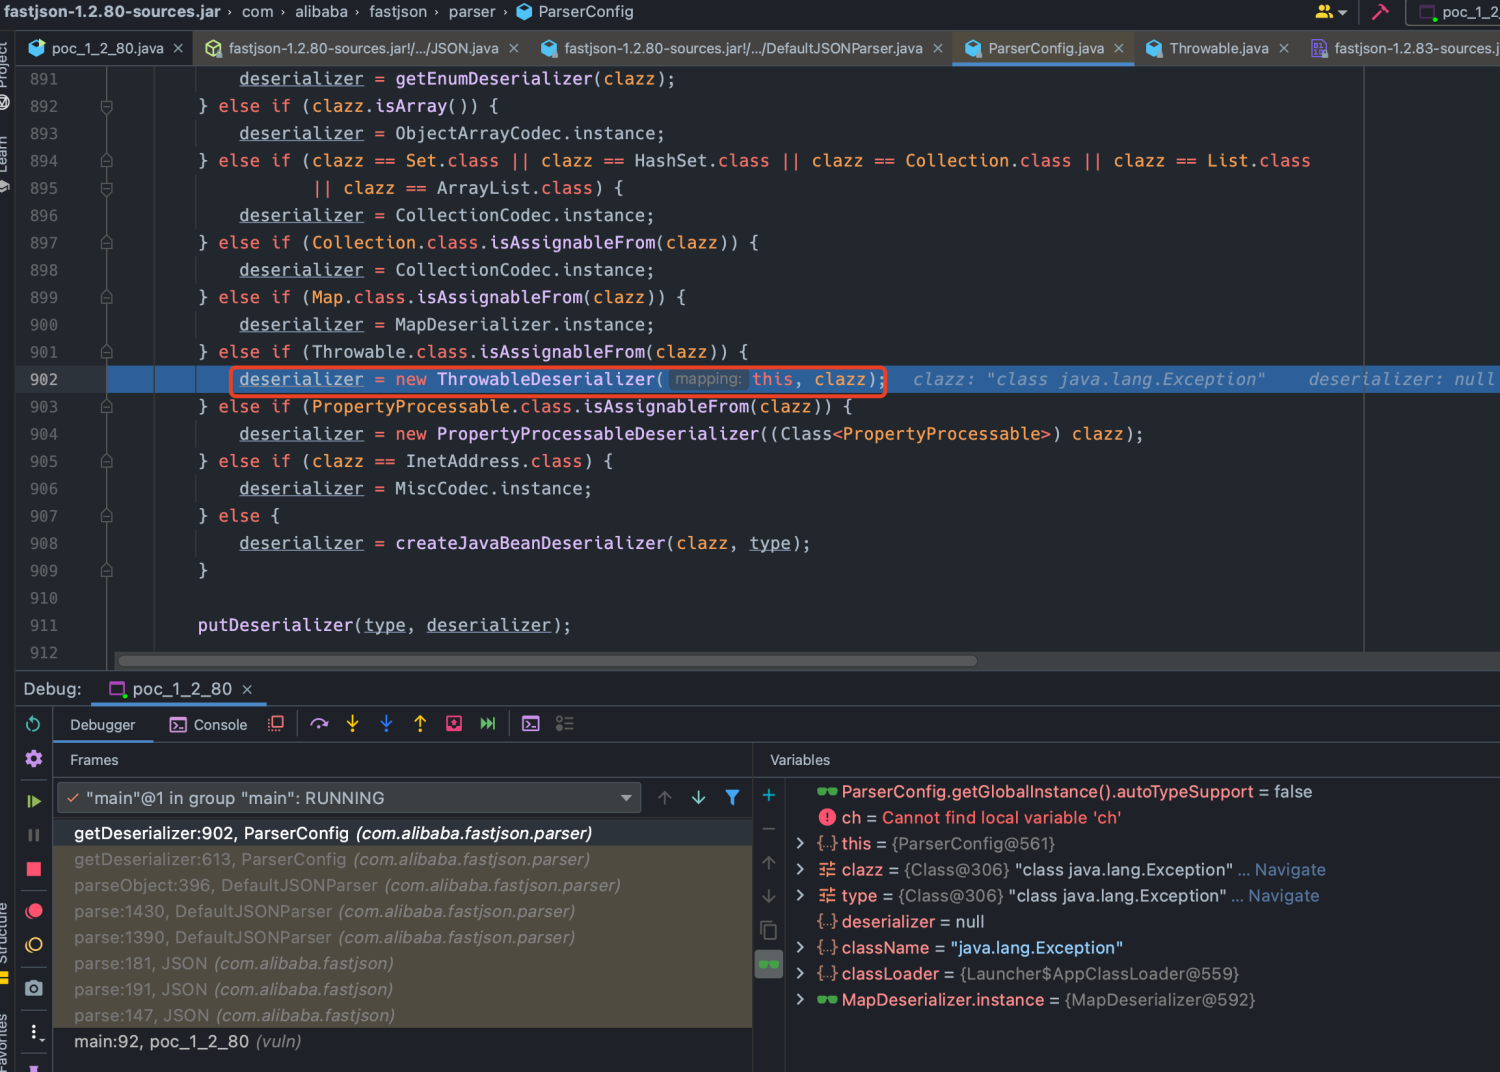 fastjson-1.2.80-sources.jar › com › alibaba › fastjson › parser › ParserConfig
poc_1_2
poc_1_2_80.java ×
fastjson-1.2.80-sources.jar!/.../JSON.java ×
fastjson-1.2.80-sources.jar!/.../DefaultJSONParser.java ×
ParserConfig.java ×
Throwable.java ×
fastjson-1.2.83-sources.j
Project
Learn
Structure
Favorites
891 deserializer = getEnumDeserializer(clazz);
892 } else if (clazz.isArray()) {
893 deserializer = ObjectArrayCodec.instance;
894 } else if (clazz == Set.class || clazz == HashSet.class || clazz == Collection.class || clazz == List.class
895 || clazz == ArrayList.class) {
896 deserializer = CollectionCodec.instance;
897 } else if (Collection.class.isAssignableFrom(clazz)) {
898 deserializer = CollectionCodec.instance;
899 } else if (Map.class.isAssignableFrom(clazz)) {
900 deserializer = MapDeserializer.instance;
901 } else if (Throwable.class.isAssignableFrom(clazz)) {
902 deserializer = new ThrowableDeserializer( mapping: this, clazz); clazz: "class java.lang.Exception" deserializer: null
903 } else if (PropertyProcessable.class.isAssignableFrom(clazz)) {
904 deserializer = new PropertyProcessableDeserializer((Class<PropertyProcessable>) clazz);
905 } else if (clazz == InetAddress.class) {
906 deserializer = MiscCodec.instance;
907 } else {
908 deserializer = createJavaBeanDeserializer(clazz, type);
909 }
910
911 putDeserializer(type, deserializer);
912
Debug: poc_1_2_80 ×
Debugger Console
Frames
"main"@1 in group "main": RUNNING
getDeserializer:902, ParserConfig (com.alibaba.fastjson.parser)
getDeserializer:613, ParserConfig (com.alibaba.fastjson.parser)
parseObject:396, DefaultJSONParser (com.alibaba.fastjson.parser)
parse:1430, DefaultJSONParser (com.alibaba.fastjson.parser)
parse:1390, DefaultJSONParser (com.alibaba.fastjson.parser)
parse:181, JSON (com.alibaba.fastjson)
parse:191, JSON (com.alibaba.fastjson)
parse:147, JSON (com.alibaba.fastjson)
main:92, poc_1_2_80 (vuln)
Variables
ParserConfig.getGlobalInstance().autoTypeSupport = false
ch = Cannot find local variable 'ch'
this = {ParserConfig@561}
clazz = {Class@306} "class java.lang.Exception" ... Navigate
type = {Class@306} "class java.lang.Exception" ... Navigate
deserializer = null
className = "java.lang.Exception"
classLoader = {Launcher$AppClassLoader@559}
MapDeserializer.instance = {MapDeserializer@592}